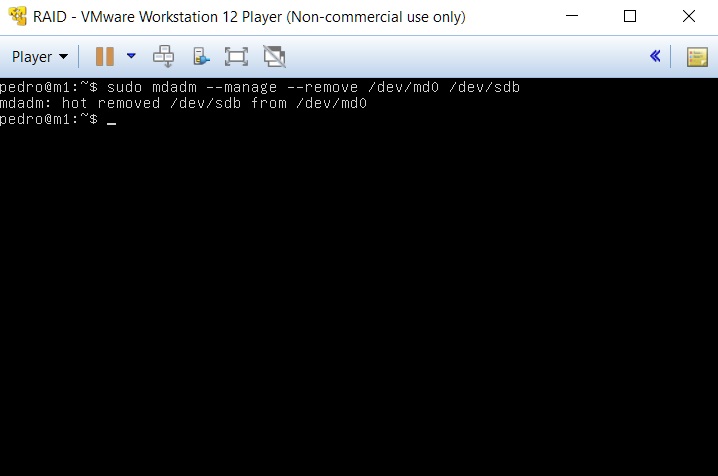 RAID - VMware Workstation 12 Player (Non-commercial use only)
Player
pedro@m1:~$ sudo mdadm --manage --remove /dev/md0 /dev/sdb
mdadm: hot removed /dev/sdb from /dev/md0
pedro@m1:~$ _